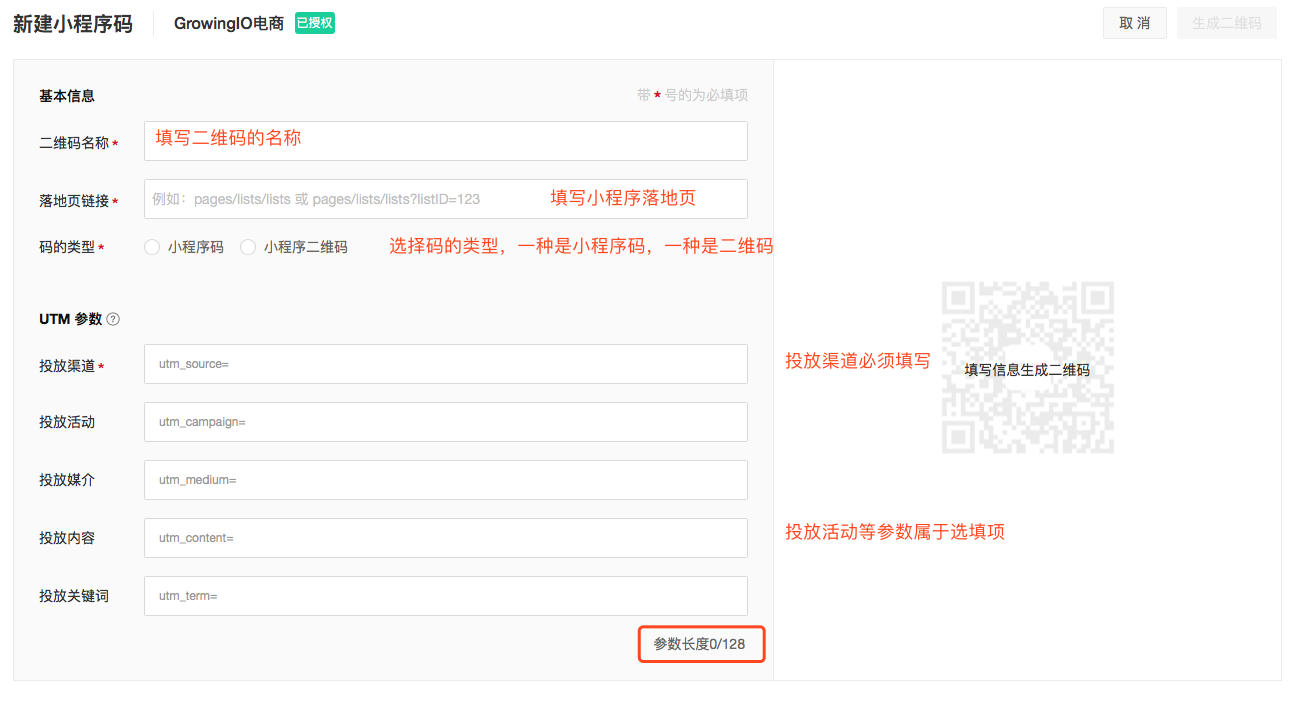 新建小程序码 GrowingIO电商 已授权 取 消 生成二维码
基本信息 带 * 号的为必填项
二维码名称* 填写二维码的名称
落地页链接* 例如：pages/lists/lists 或 pages/lists/lists?listID=123 填写小程序落地页
码的类型* 小程序码 小程序二维码 选择码的类型，一种是小程序码，一种是二维码
UTM 参数 ?
投放渠道* utm_source= 投放渠道必须填写 填写信息生成二维码
投放活动 utm_campaign=
投放媒介 utm_medium=
投放内容 utm_content= 投放活动等参数属于选填项
投放关键词 utm_term=
参数长度0/128